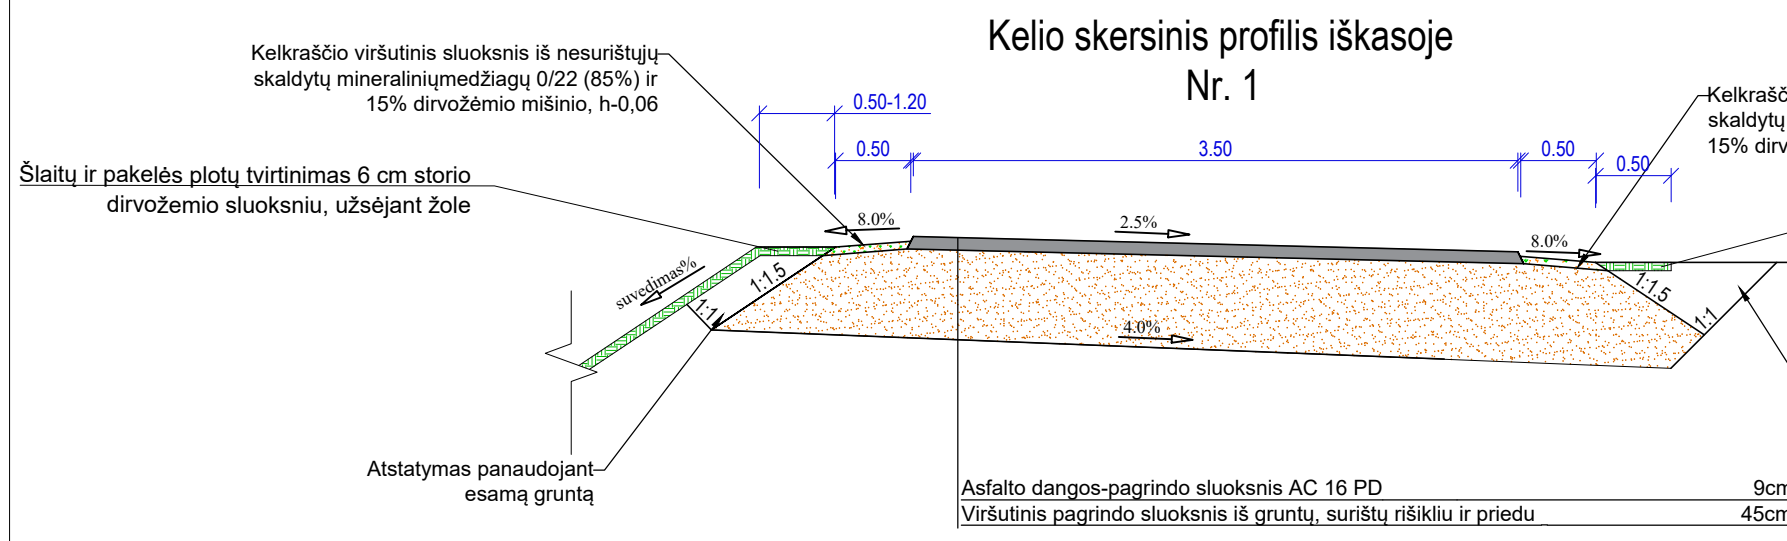 Kelio skersinis profilis iškasoje
Nr. 1
Kelkraščio viršutinis sluoksnis iš nesurištųjų
skaldytų mineraliniųmedžiagų 0/22 (85%) ir
15% dirvožėmio mišinio, h-0,06
0.50-1.20
Kelkrašč
skaldytų
15% dirv
0.50
3.50
0.50
0.50
Šlaitų ir pakelės plotų tvirtinimas 6 cm storio
dirvožemio sluoksniu, užsėjant žole
8.0%
2.5%
8.0%
suvedimas%
1:1.5
1:1
1:1.5
1:1
4.0%
Atstatymas panaudojant
esamą gruntą
Asfalto dangos-pagrindo sluoksnis AC 16 PD 9cm
Viršutinis pagrindo sluoksnis iš gruntų, surištų rišikliu ir priedu 45cm